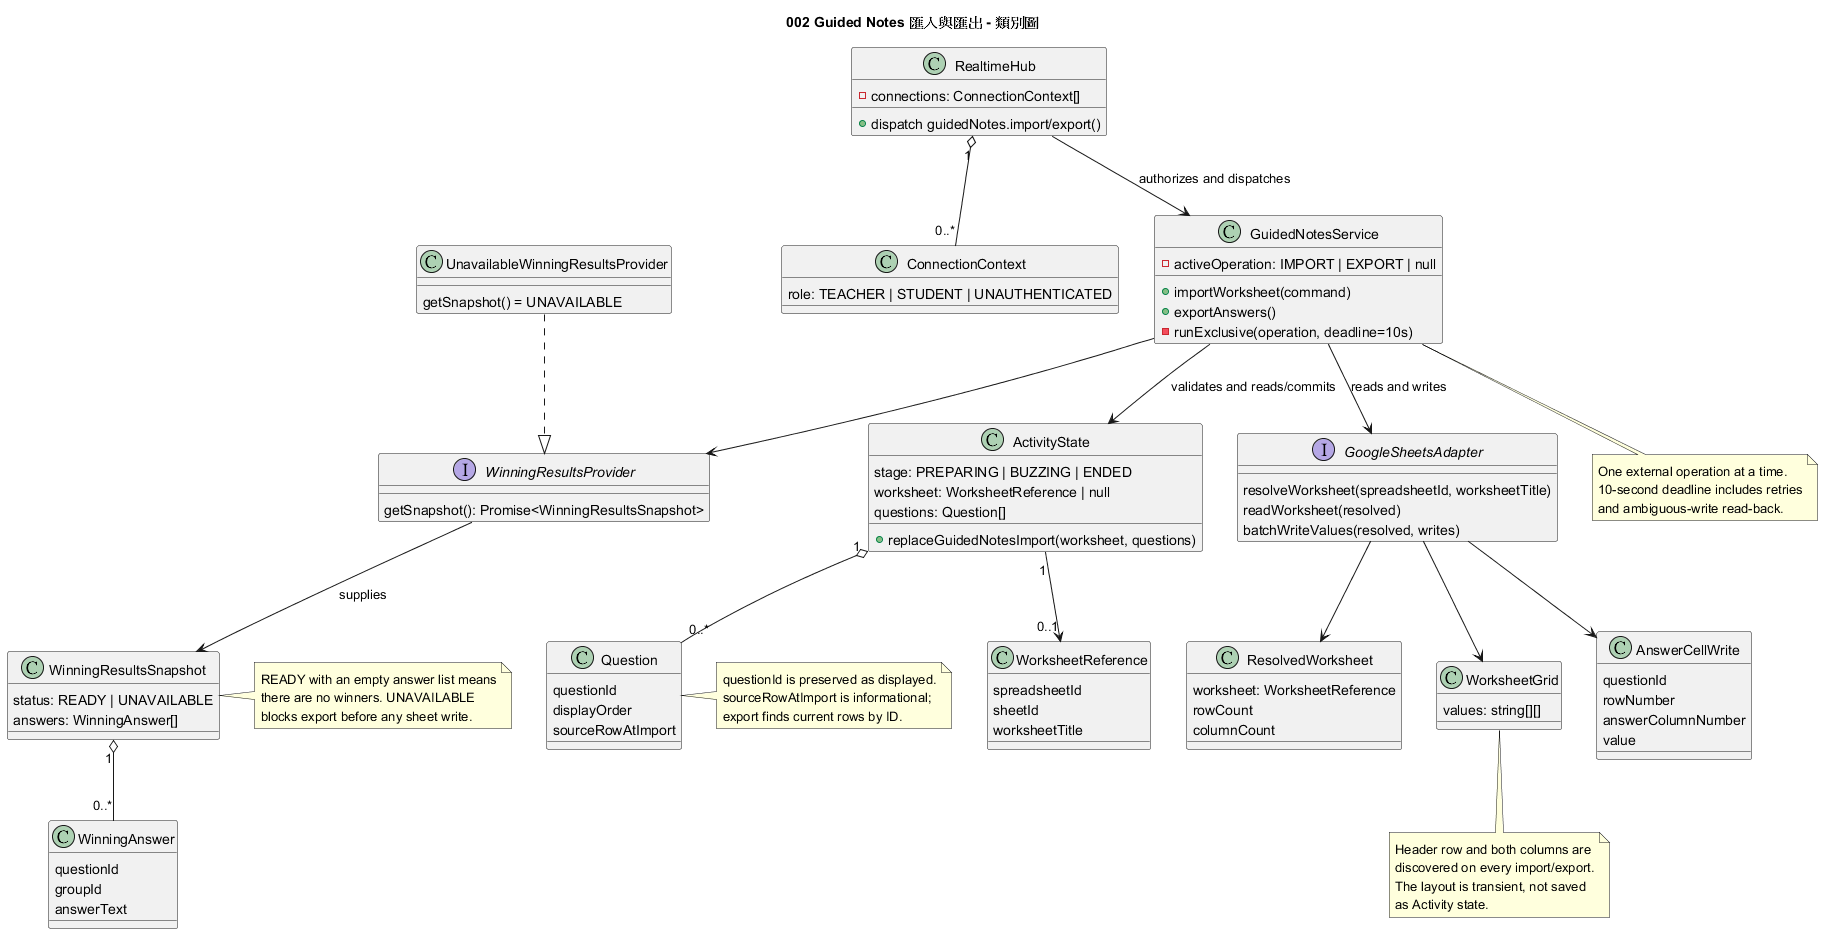 002 Guided Notes 匯入與匯出 - 類別圖
C RealtimeHub
connections: ConnectionContext[]
dispatch guidedNotes.import/export()
1
0..*
authorizes and dispatches
C UnavailableWinningResultsProvider
getSnapshot() = UNAVAILABLE
C ConnectionContext
role: TEACHER | STUDENT | UNAUTHENTICATED
C GuidedNotesService
activeOperation: IMPORT | EXPORT | null
importWorksheet(command)
exportAnswers()
runExclusive(operation, deadline=10s)
validates and reads/commits
reads and writes
I WinningResultsProvider
getSnapshot(): Promise<WinningResultsSnapshot>
C ActivityState
stage: PREPARING | BUZZING | ENDED
worksheet: WorksheetReference | null
questions: Question[]
replaceGuidedNotesImport(worksheet, questions)
I GoogleSheetsAdapter
resolveWorksheet(spreadsheetId, worksheetTitle)
readWorksheet(resolved)
batchWriteValues(resolved, writes)
One external operation at a time.
10-second deadline includes retries
and ambiguous-write read-back.
supplies
1
0..*
1
0..1
C WinningResultsSnapshot
status: READY | UNAVAILABLE
answers: WinningAnswer[]
READY with an empty answer list means
there are no winners. UNAVAILABLE
blocks export before any sheet write.
C Question
questionId
displayOrder
sourceRowAtImport
questionId is preserved as displayed.
sourceRowAtImport is informational;
export finds current rows by ID.
C WorksheetReference
spreadsheetId
sheetId
worksheetTitle
C ResolvedWorksheet
worksheet: WorksheetReference
rowCount
columnCount
C WorksheetGrid
values: string[][]
C AnswerCellWrite
questionId
rowNumber
answerColumnNumber
value
1
0..*
C WinningAnswer
questionId
groupId
answerText
Header row and both columns are
discovered on every import/export.
The layout is transient, not saved
as Activity state.